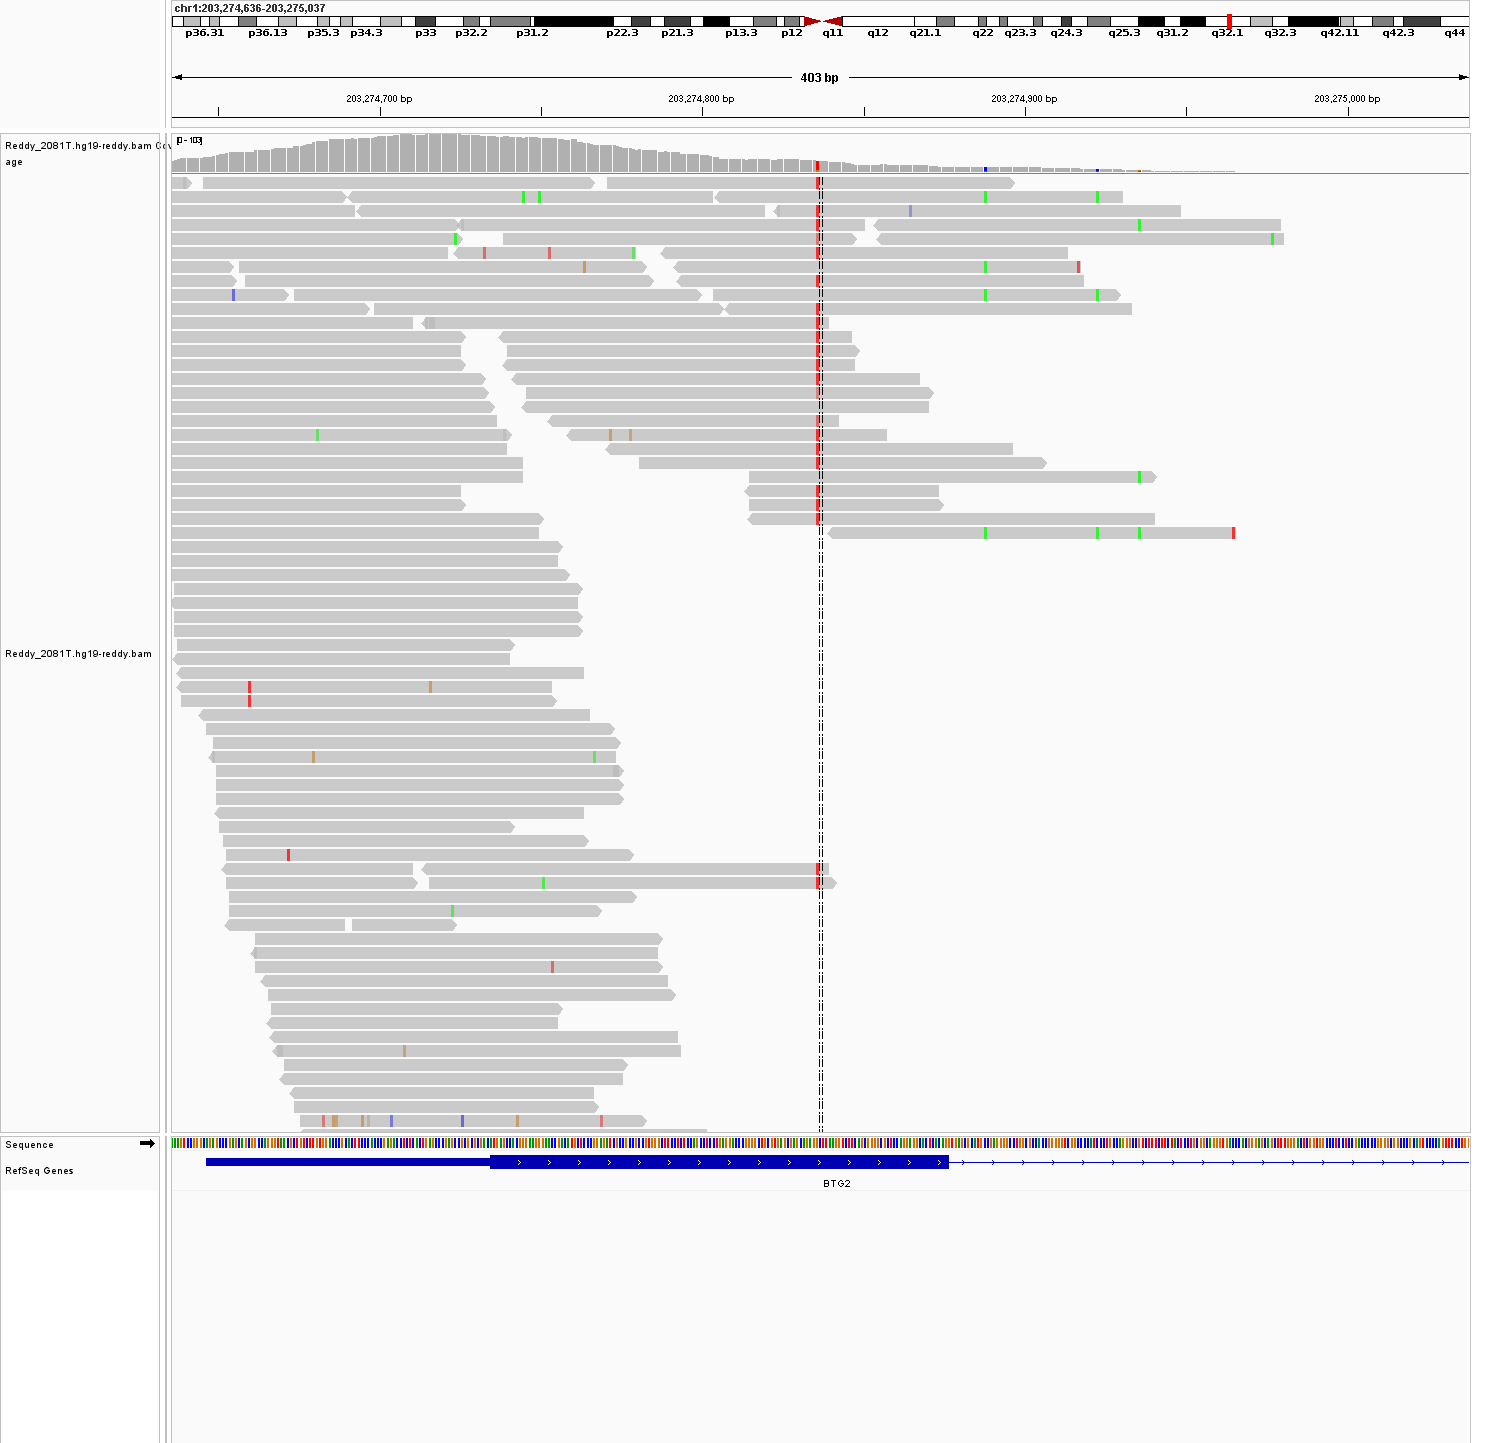 chr1:203,274,636-203,275,037
p36.31 p36.13 p35.3 p34.3 p33 p32.2 p31.2 p22.3 p21.3 p13.3 p12 q11 q12 q21.1 q22 q23.3 q24.3 q25.3 q31.2 q32.1 q32.3 q42.11 q42.3 q44
403 bp
203,274,700 bp 203,274,800 bp 203,274,900 bp 203,275,000 bp
[0 - 103]
Reddy_2081T.hg19-reddy.bam Cov
age
Reddy_2081T.hg19-reddy.bam
Sequence
RefSeq Genes
BTG2